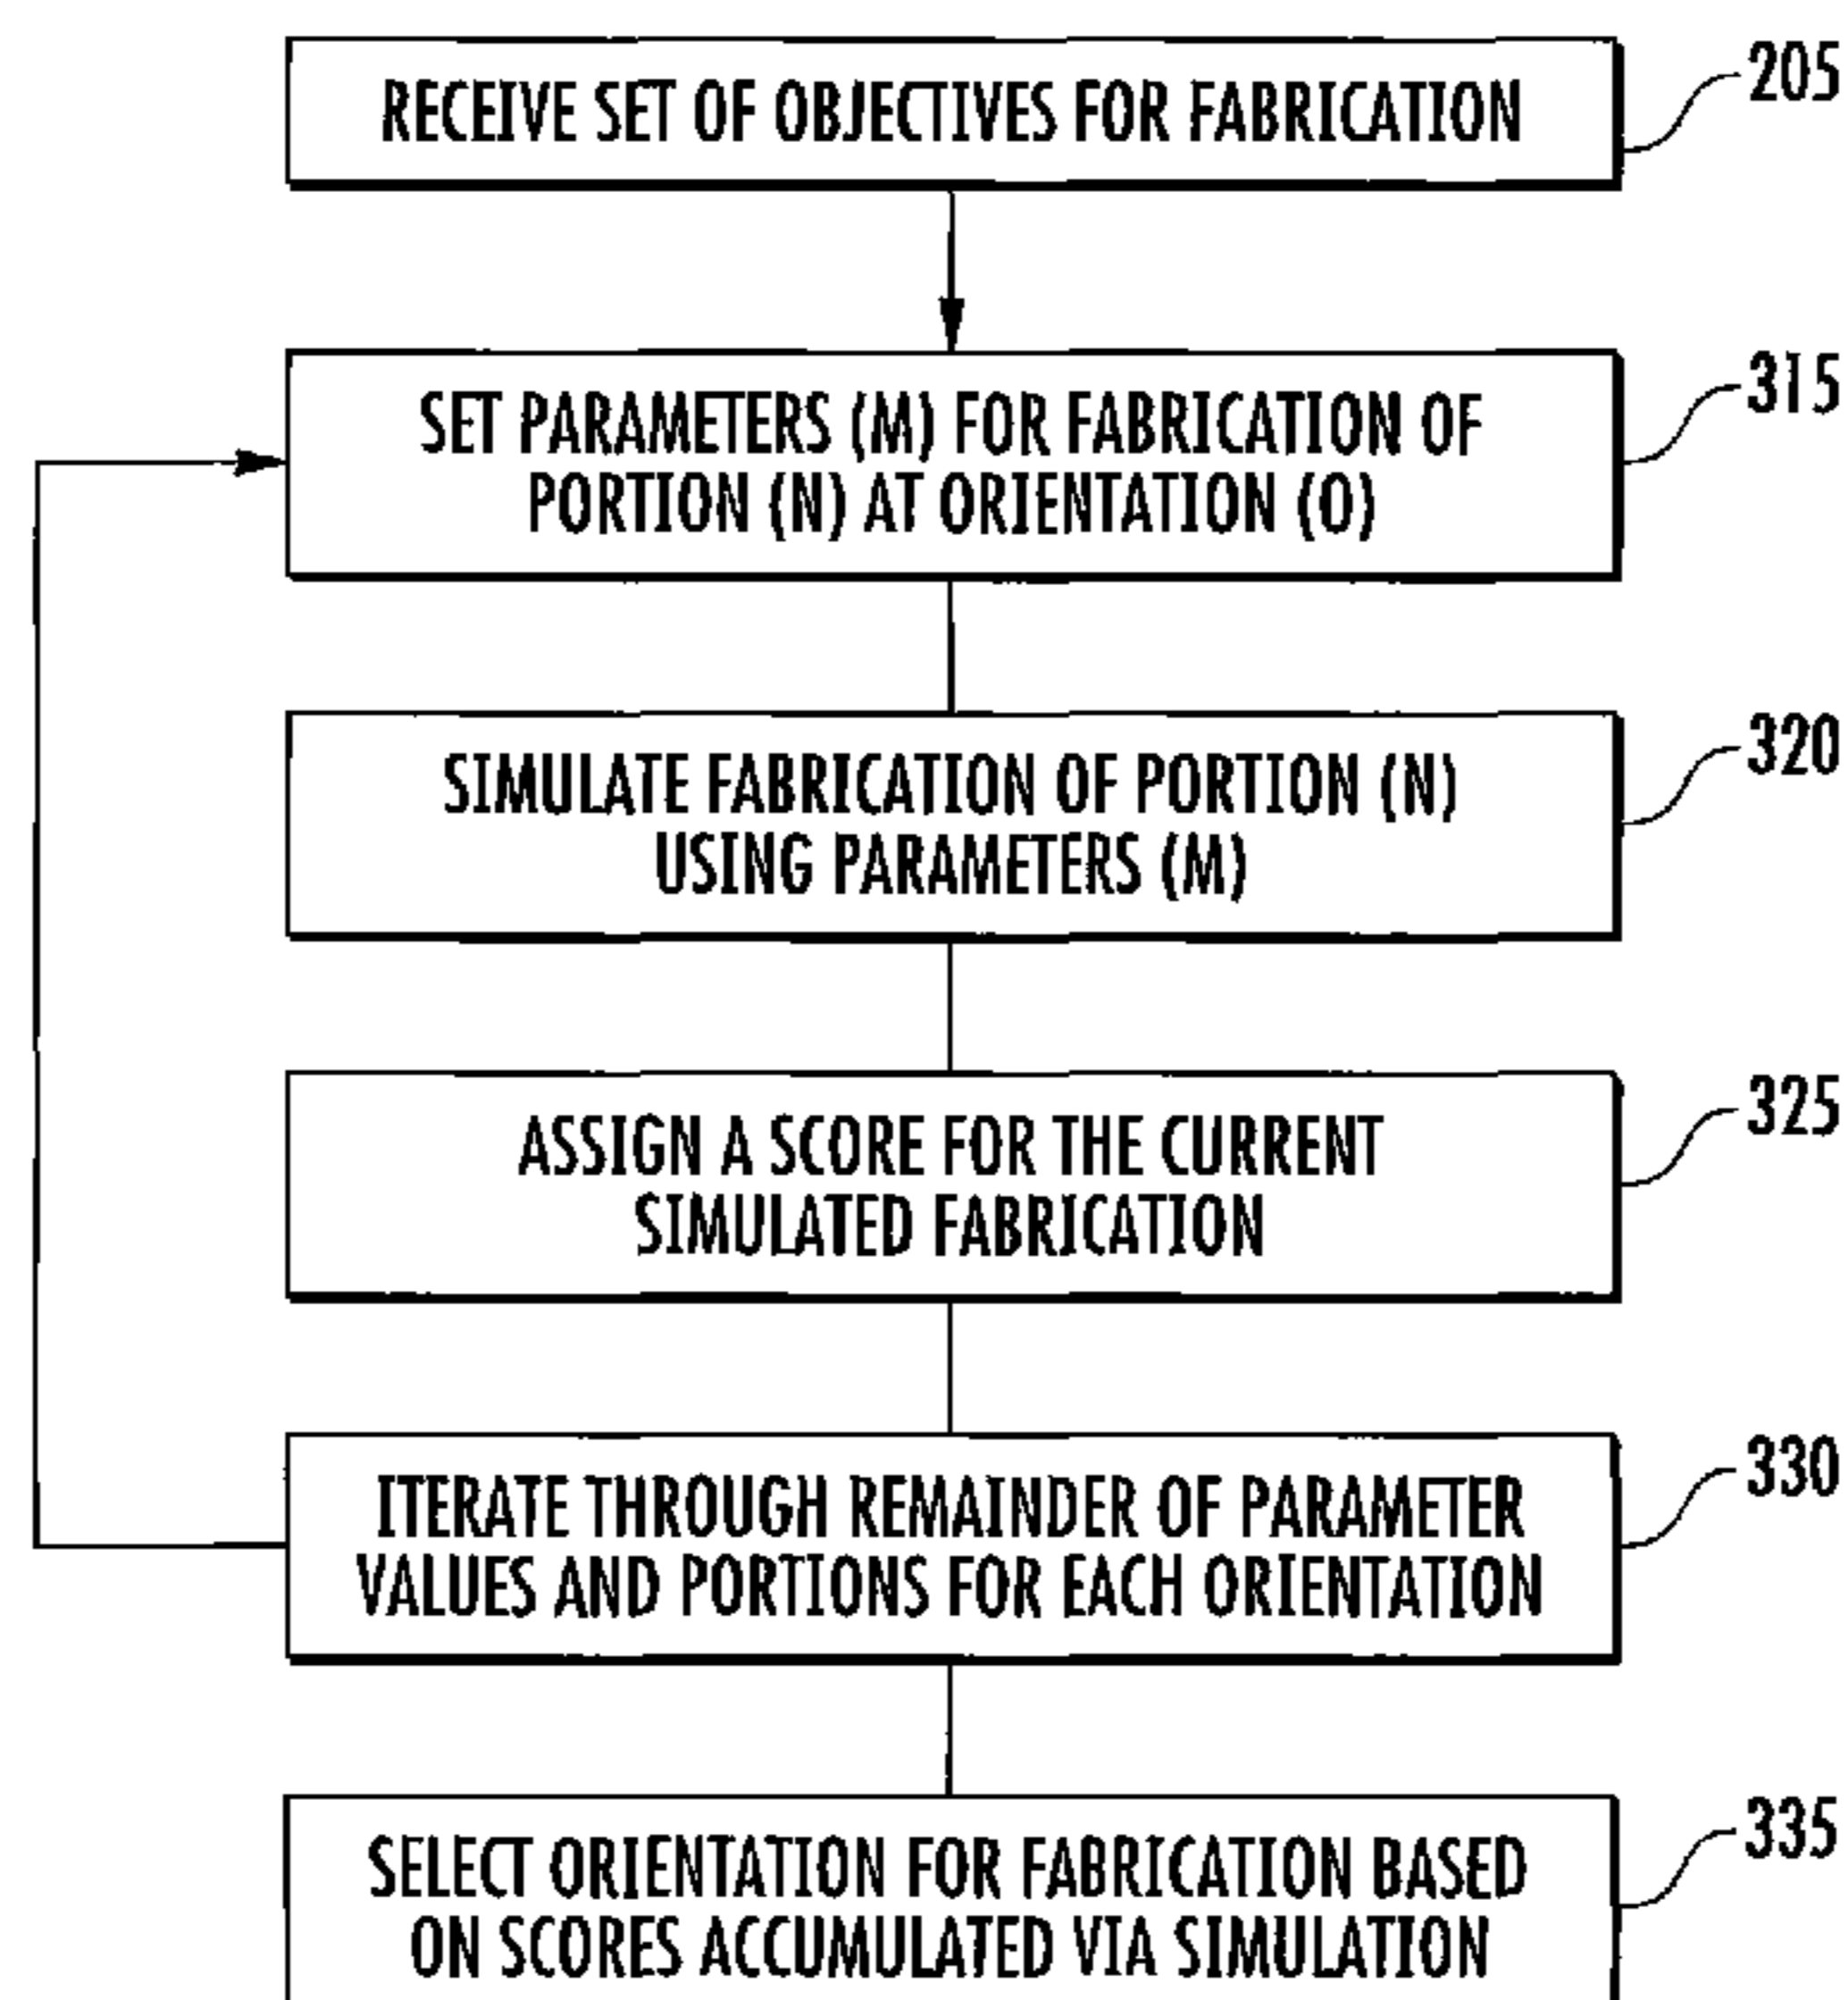 RECEIVE SET OF OBJECTIVES FOR FABRICATION
205
SET PARAMETERS (M) FOR FABRICATION OF
PORTION (N) AT ORIENTATION (O)
315
SIMULATE FABRICATION OF PORTION (N)
USING PARAMETERS (M)
320
ASSIGN A SCORE FOR THE CURRENT
SIMULATED FABRICATION
325
ITERATE THROUGH REMAINDER OF PARAMETER
VALUES AND PORTIONS FOR EACH ORIENTATION
330
SELECT ORIENTATION FOR FABRICATION BASED
ON SCORES ACCUMULATED VIA SIMULATION
335